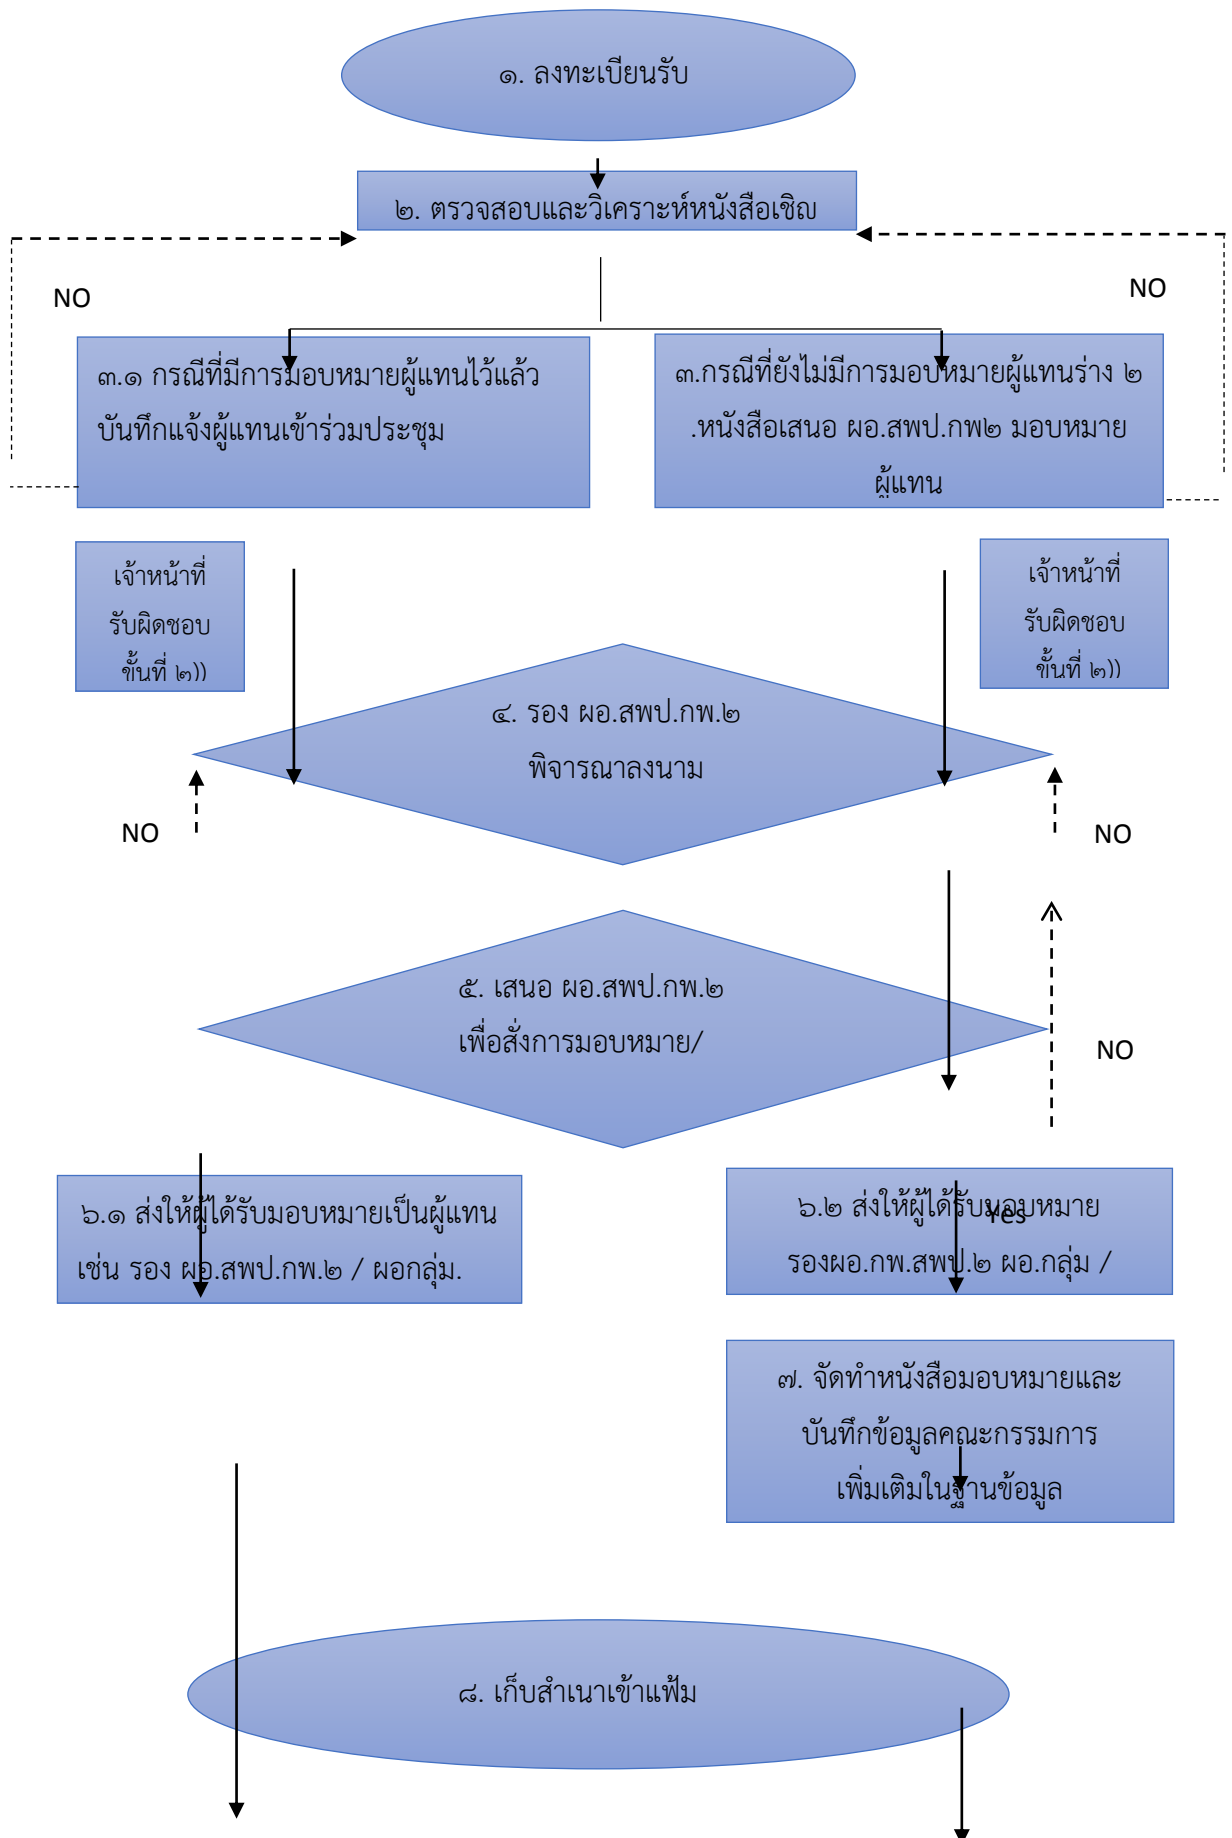 ๑. ลงทะเบียนรับ
๒. ตรวจสอบและวิเคราะห์หนังสือเชิญ
NO
NO
๓.๑ กรณีที่มีการมอบหมายผู้แทนไว้แล้ว
บันทึกแจ้งผู้แทนเข้าร่วมประชุม
๓.กรณีที่ยังไม่มีการมอบหมายผู้แทนร่าง ๒
.หนังสือเสนอ ผอ.สพป.กพ๒ มอบหมาย
ผู้แทน
เจ้าหน้าที่
รับผิดชอบ
ขั้นที่ ๒))
เจ้าหน้าที่
รับผิดชอบ
ขั้นที่ ๒))
๔. รอง ผอ.สพป.กพ.๒
พิจารณาลงนาม
NO
NO
๕. เสนอ ผอ.สพป.กพ.๒
เพื่อสั่งการมอบหมาย/
NO
๖.๑ ส่งให้ผู้ได้รับมอบหมายเป็นผู้แทน
เช่น รอง ผอ.สพป.กพ.๒ / ผอกลุ่ม.
๖.๒ ส่งให้ผู้ได้รับมอบหมาย
Yes
รองผอ.กพ.สพป.๒ ผอ.กลุ่ม /
๗. จัดทำหนังสือมอบหมายและ
บันทึกข้อมูลคณะกรรมการ
เพิ่มเติมในฐานข้อมูล
๘. เก็บสำเนาเข้าแฟ้ม